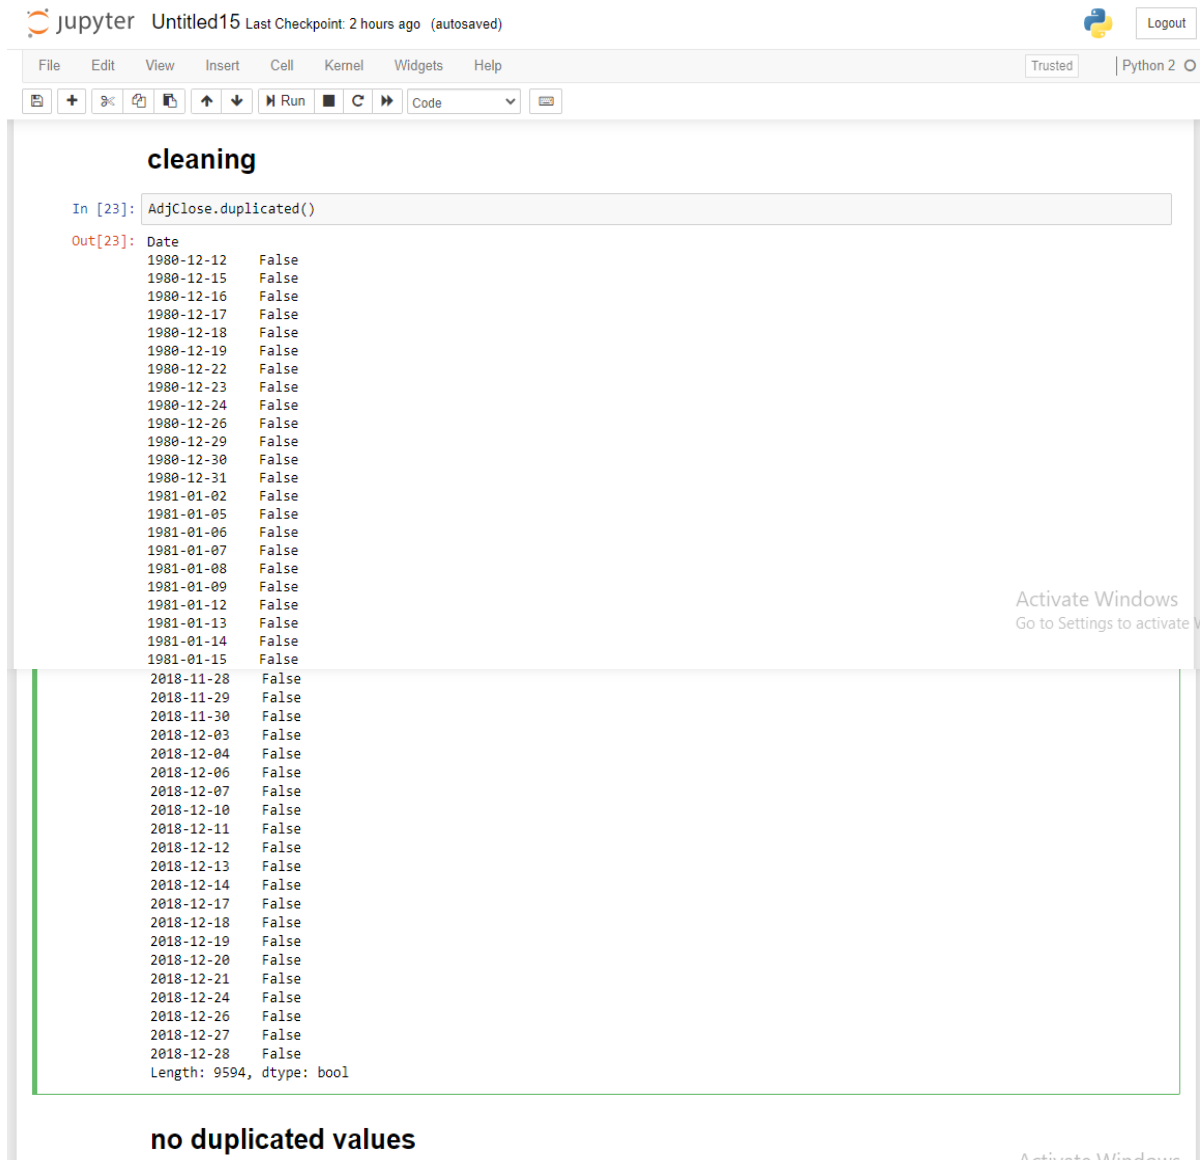 jupyter Untitled15 Last Checkpoint: 2 hours ago (autosaved) Logout
File Edit View Insert Cell Kernel Widgets Help Trusted Python 2
Run Code
cleaning
In [23]: AdjClose.duplicated()
Out[23]: Date
1980-12-12 False
1980-12-15 False
1980-12-16 False
1980-12-17 False
1980-12-18 False
1980-12-19 False
1980-12-22 False
1980-12-23 False
1980-12-24 False
1980-12-26 False
1980-12-29 False
1980-12-30 False
1980-12-31 False
1981-01-02 False
1981-01-05 False
1981-01-06 False
1981-01-07 False
1981-01-08 False
1981-01-09 False
1981-01-12 False
1981-01-13 False
1981-01-14 False
1981-01-15 False
Activate Windows
Go to Settings to activate
2018-11-28 False
2018-11-29 False
2018-11-30 False
2018-12-03 False
2018-12-04 False
2018-12-06 False
2018-12-07 False
2018-12-10 False
2018-12-11 False
2018-12-12 False
2018-12-13 False
2018-12-14 False
2018-12-17 False
2018-12-18 False
2018-12-19 False
2018-12-20 False
2018-12-21 False
2018-12-24 False
2018-12-26 False
2018-12-27 False
2018-12-28 False
Length: 9594, dtype: bool
no duplicated values
Activate Windows